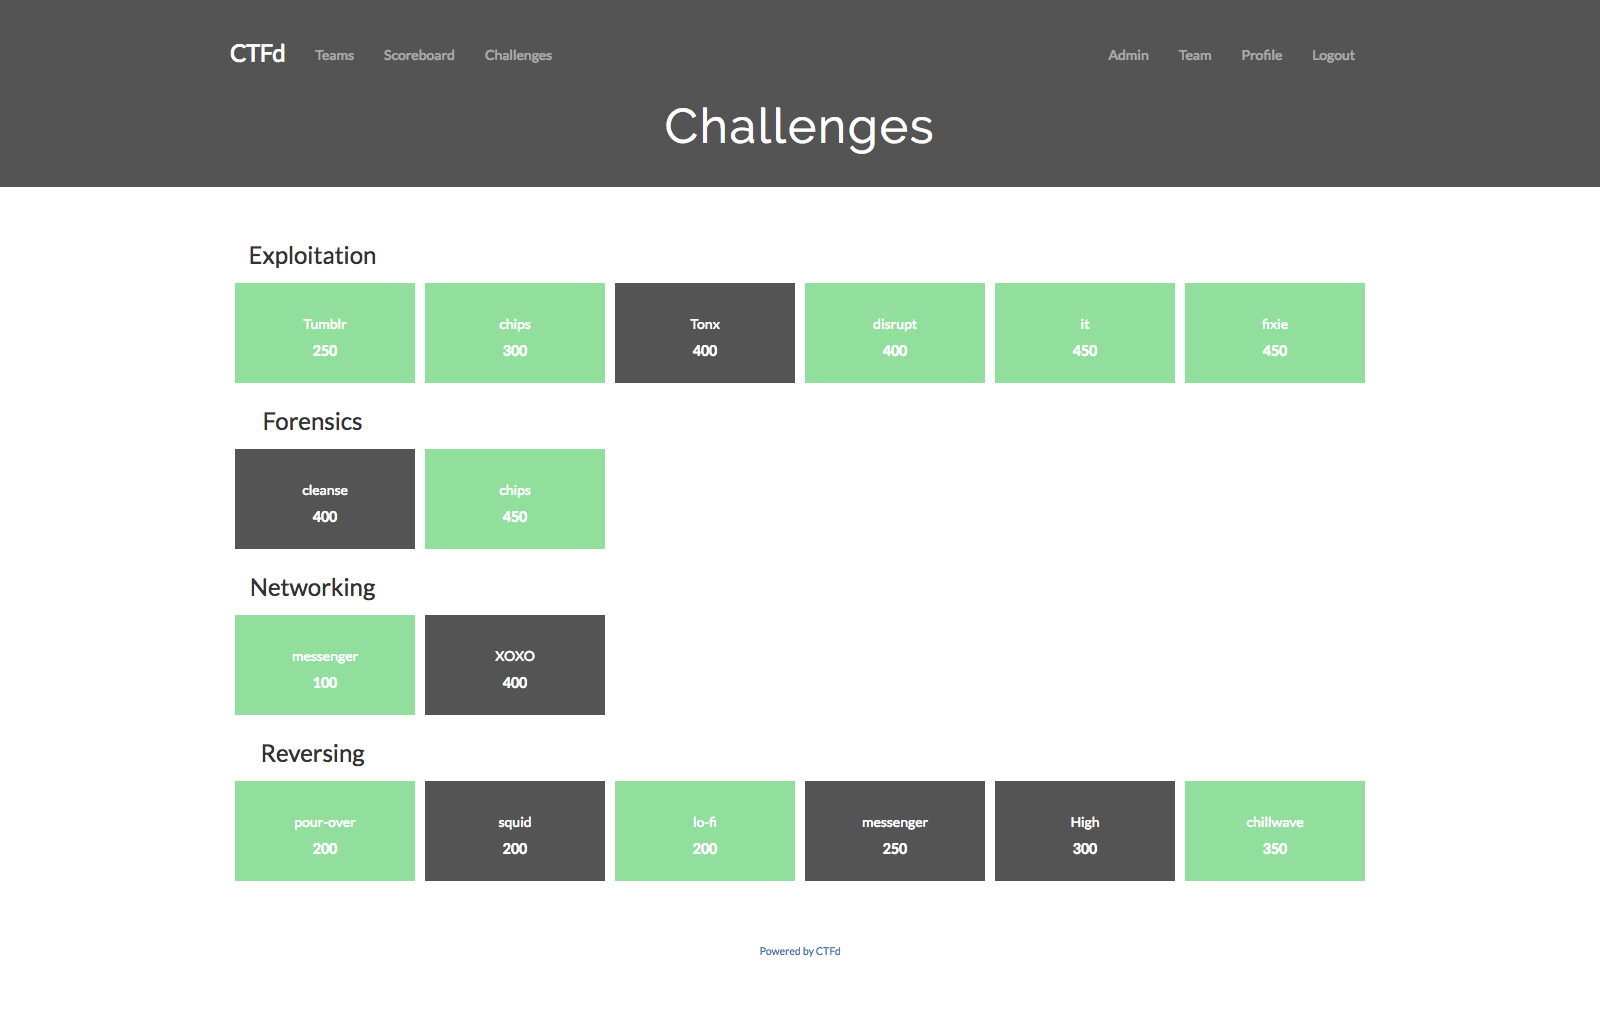 CTFd Teams Scoreboard Challenges Admin Team Profile Logout
Challenges
Exploitation
Tumblr chips Tonx disrupt it fixie
250 300 400 400 450 450
Forensics
cleanse chips
400 450
Networking
messenger XOXO
100 400
Reversing
pour-over squid lo-fi messenger High chillwave
200 200 200 250 300 350
Powered by CTFd